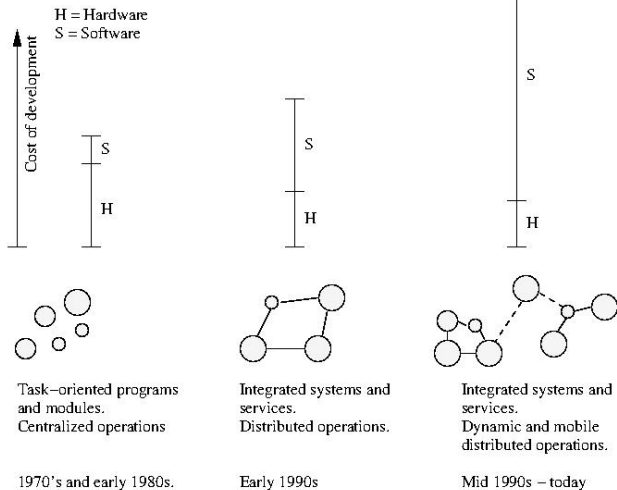 H = Hardware
S = Software
Cost of development
S
H
S
H
S
H
Task-oriented programs
and modules.
Centralized operations
1970's and early 1980s.
Integrated systems and
services.
Distributed operations.
Early 1990s
Integrated systems and
services.
Dynamic and mobile
distributed operations.
Mid 1990s – today